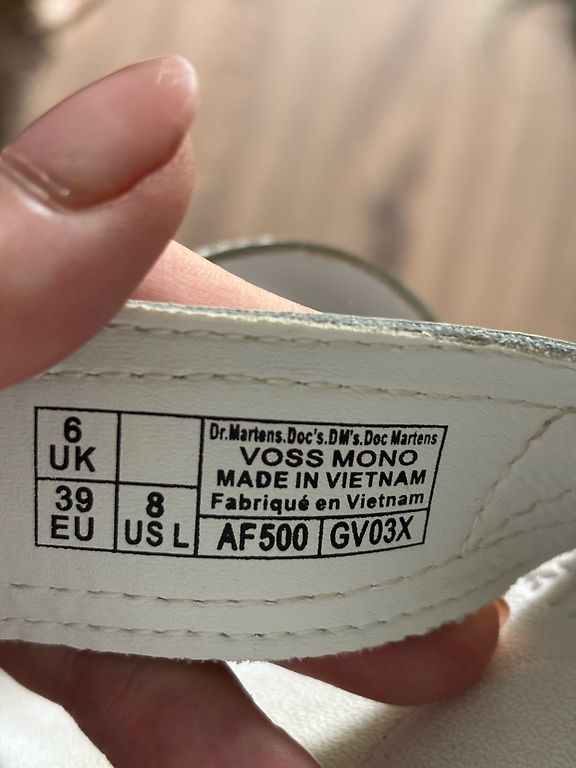 6
UK
39
EU
8
US L
Dr.Martens.Doc's.DM's.Doc Martens
VOSS MONO
MADE IN VIETNAM
Fabriqué en Vietnam
AF500
GV03X